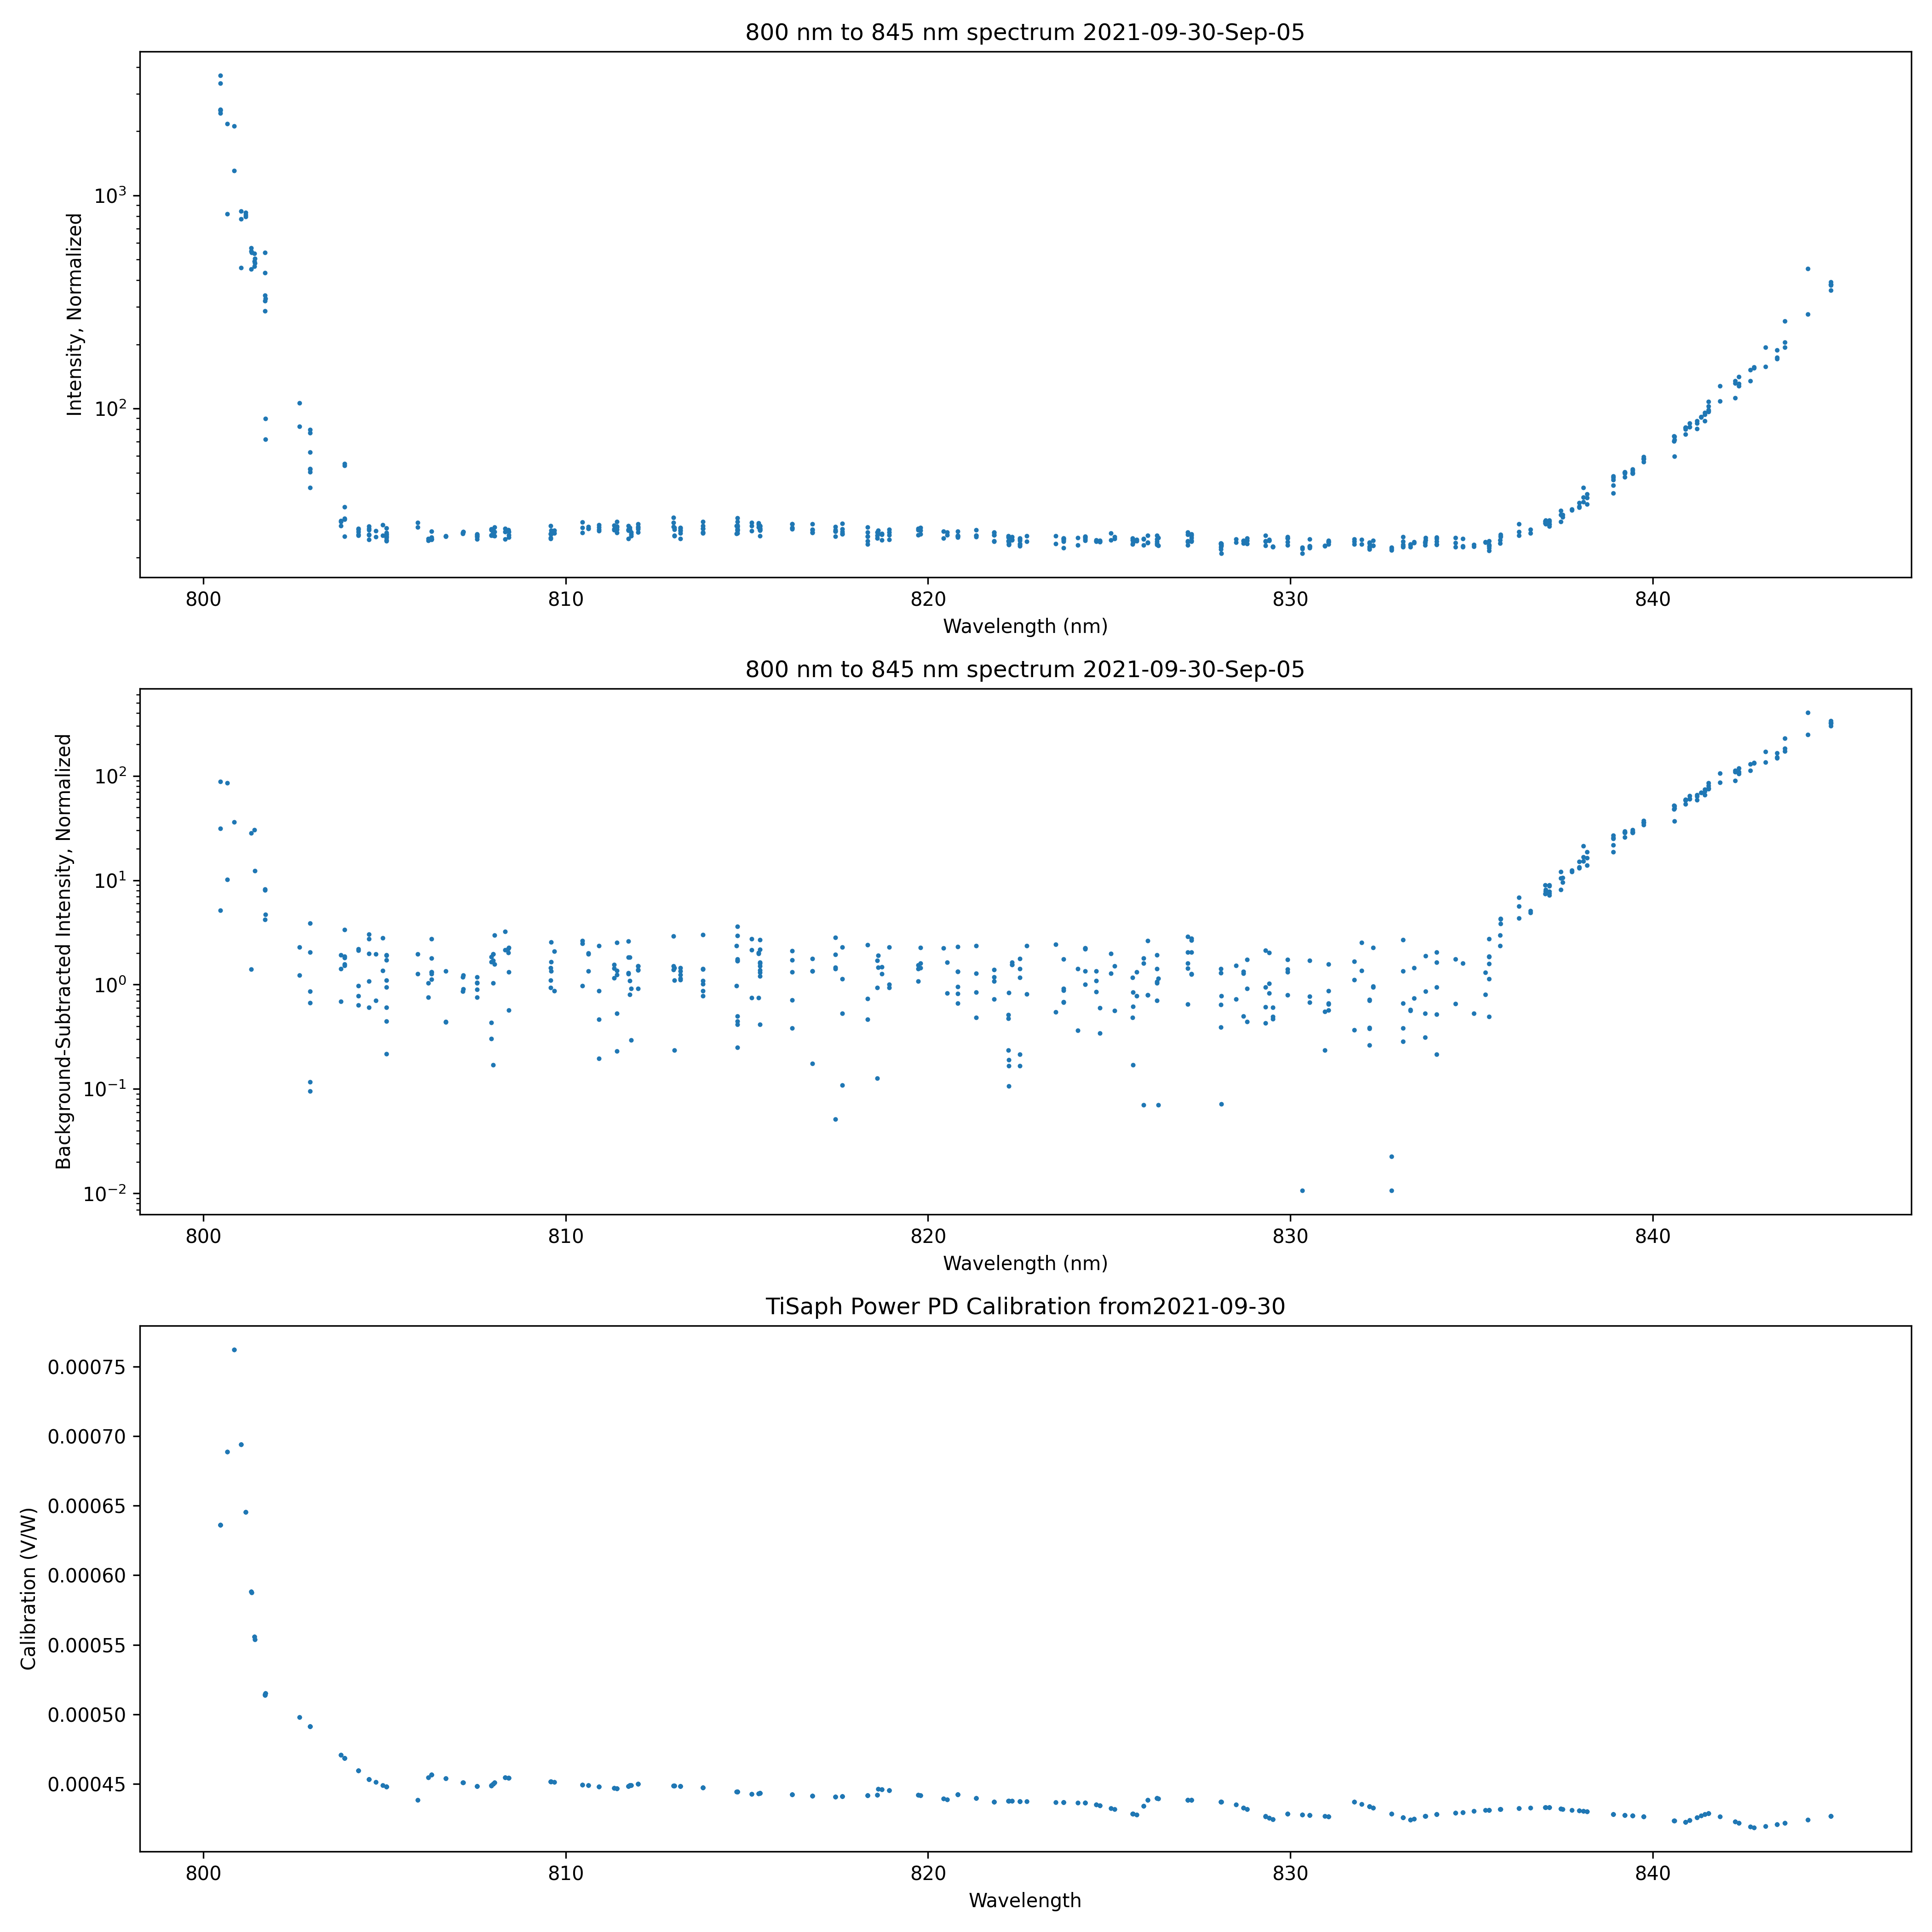 800 nm to 845 nm spectrum 2021-09-30-Sep-05
Intensity, Normalized
10³
10²
800 810 820 830 840
Wavelength (nm)
800 nm to 845 nm spectrum 2021-09-30-Sep-05
Background-Subtracted Intensity, Normalized
10²
10¹
10⁰
10⁻¹
10⁻²
800 810 820 830 840
Wavelength (nm)
TiSaph Power PD Calibration from2021-09-30
Calibration (V/W)
0.00075
0.00070
0.00065
0.00060
0.00055
0.00050
0.00045
800 810 820 830 840
Wavelength